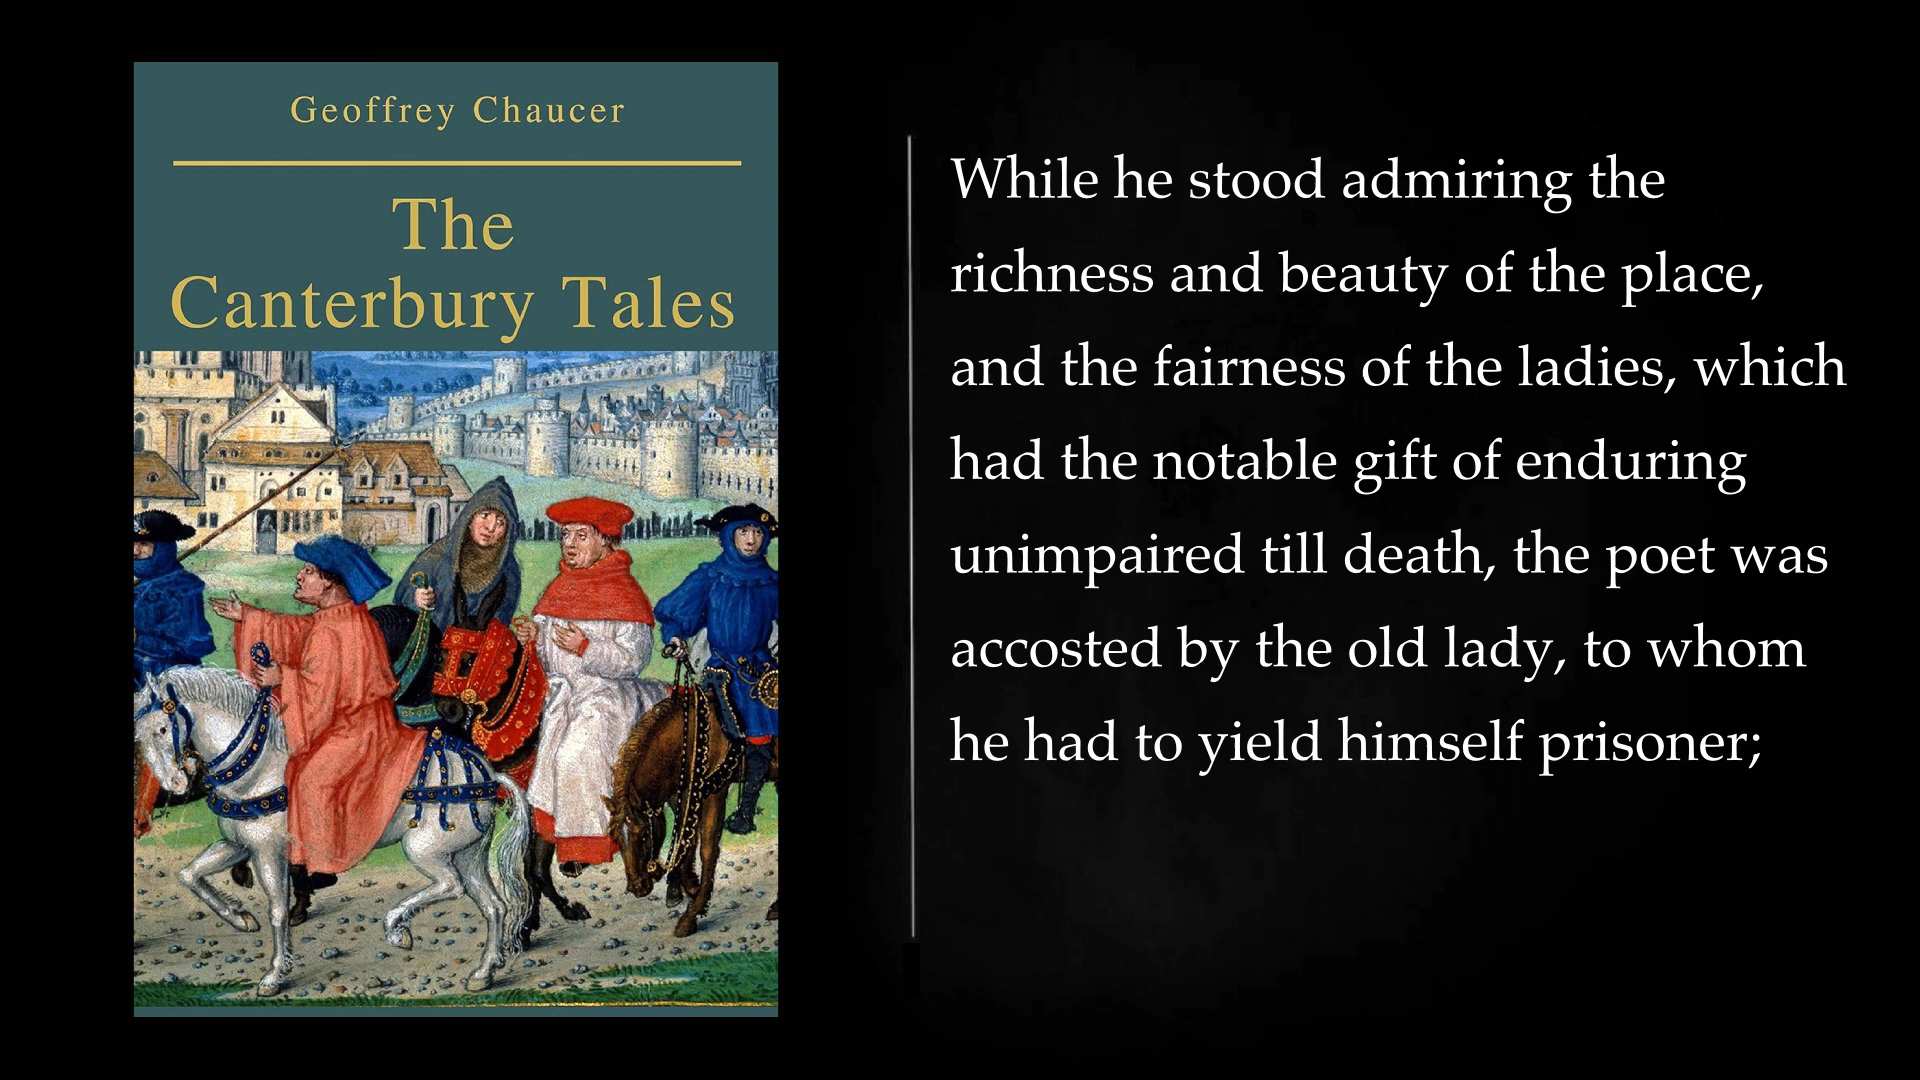 Geoffrey Chaucer
The
Canterbury Tales
While he stood admiring the
richness and beauty of the place,
and the fairness of the ladies, which
had the notable gift of enduring
unimpaired till death, the poet was
accosted by the old lady, to whom
he had to yield himself prisoner;